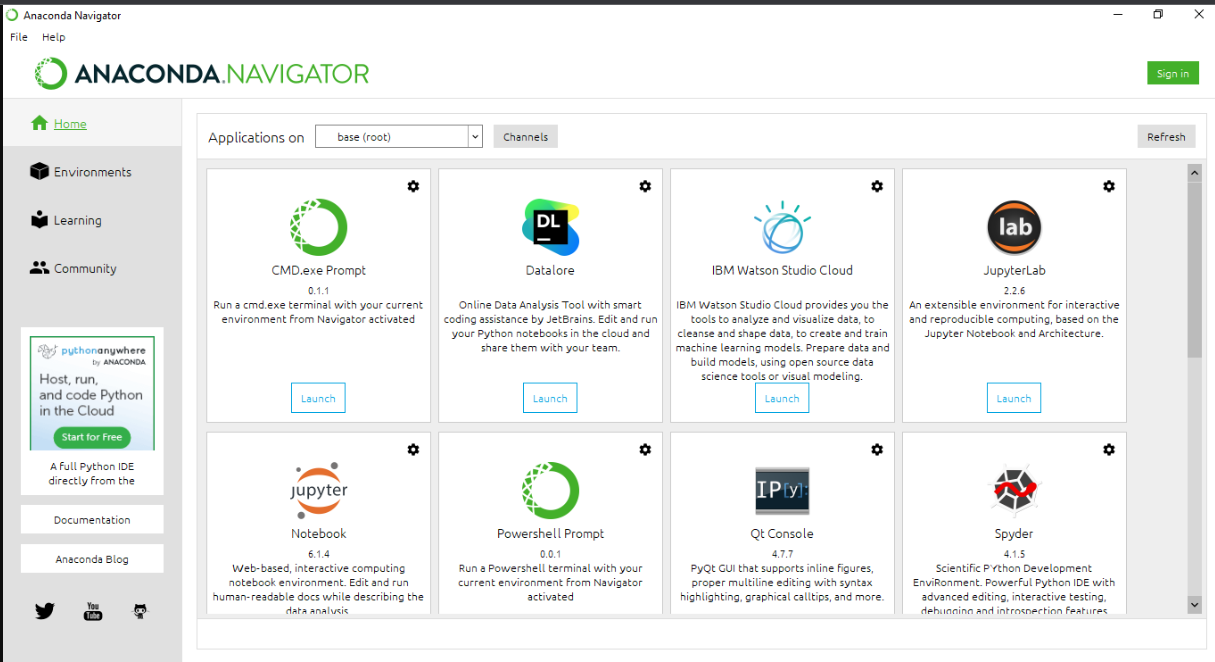 Anaconda Navigator
File Help
ANACONDA.NAVIGATOR
Sign in
Home
Environments
Learning
Community
pythonanywhere
by ANACONDA
Host, run,
and code Python
in the Cloud
Start for Free
A full Python IDE
directly from the
Documentation
Anaconda Blog
You
Tube
Applications on
base (root)
Channels
Refresh
CMD.exe Prompt
0.1.1
Run a cmd.exe terminal with your current
environment from Navigator activated
Launch
DL
Datalore
Online Data Analysis Tool with smart
coding assistance by JetBrains. Edit and run
your Python notebooks in the cloud and
share them with your team.
Launch
IBM Watson Studio Cloud
IBM Watson Studio Cloud provides you the
tools to analyze and visualize data, to
cleanse and shape data, to create and train
machine learning models. Prepare data and
build models, using open source data
science tools or visual modeling.
Launch
lab
JupyterLab
2.2.6
An extensible environment for interactive
and reproducible computing, based on the
Jupyter Notebook and Architecture.
Launch
jupyter
Notebook
6.1.4
Web-based, interactive computing
notebook environment. Edit and run
human-readable docs while describing the
data analysis.
Powershell Prompt
0.0.1
Run a Powershell terminal with your
current environment from Navigator
activated
IP[y]:
Qt Console
4.7.7
PyQt GUI that supports inline figures,
proper multiline editing with syntax
highlighting, graphical calltips, and more.
Spyder
4.1.5
Scientific PYthon Development
EnviRonment. Powerful Python IDE with
advanced editing, interactive testing,
debugging and introspection features